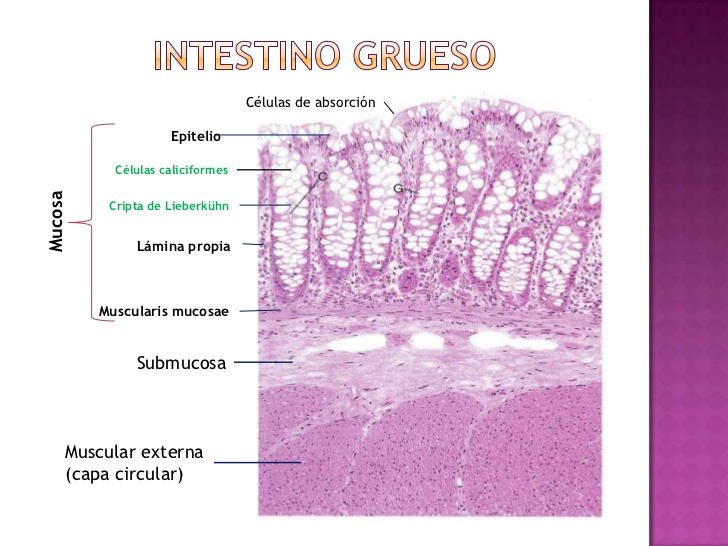 INTESTINO GRUESO
Células de absorción
Epitelio
Células caliciformes
C
G
Cripta de Lieberkühn
Mucosa
Lámina propia
Muscularis mucosae
Submucosa
Muscular externa
(capa circular)